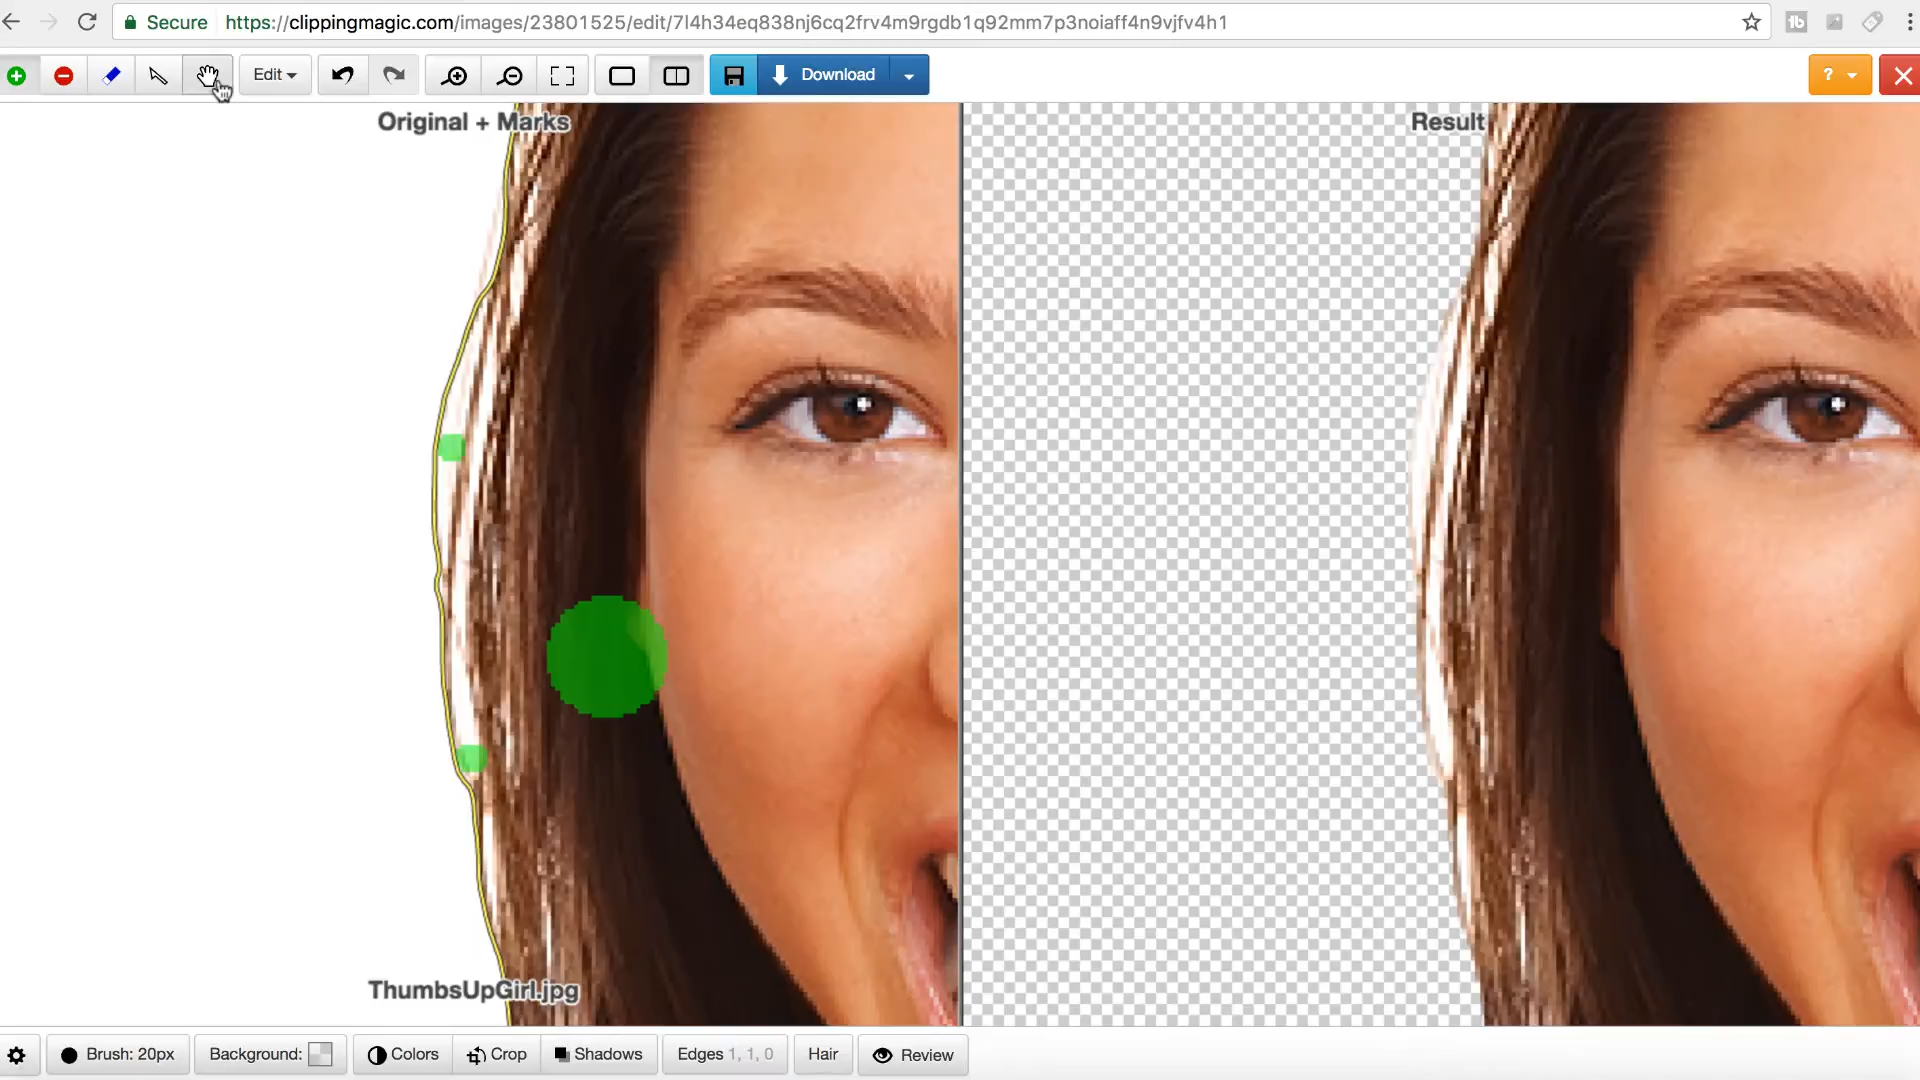 Secure https://clippingmagic.com/images/23801525/edit/7l4h34eq838nj6cq2frv4m9rgdb1q92mm7p3noiaff4n9vjfv4h1
Edit
Download
?
Original + Marks
Result
ThumbsUpGirl.jpg
Brush: 20px
Background:
Colors
Crop
Shadows
Edges 1, 1, 0
Hair
Review